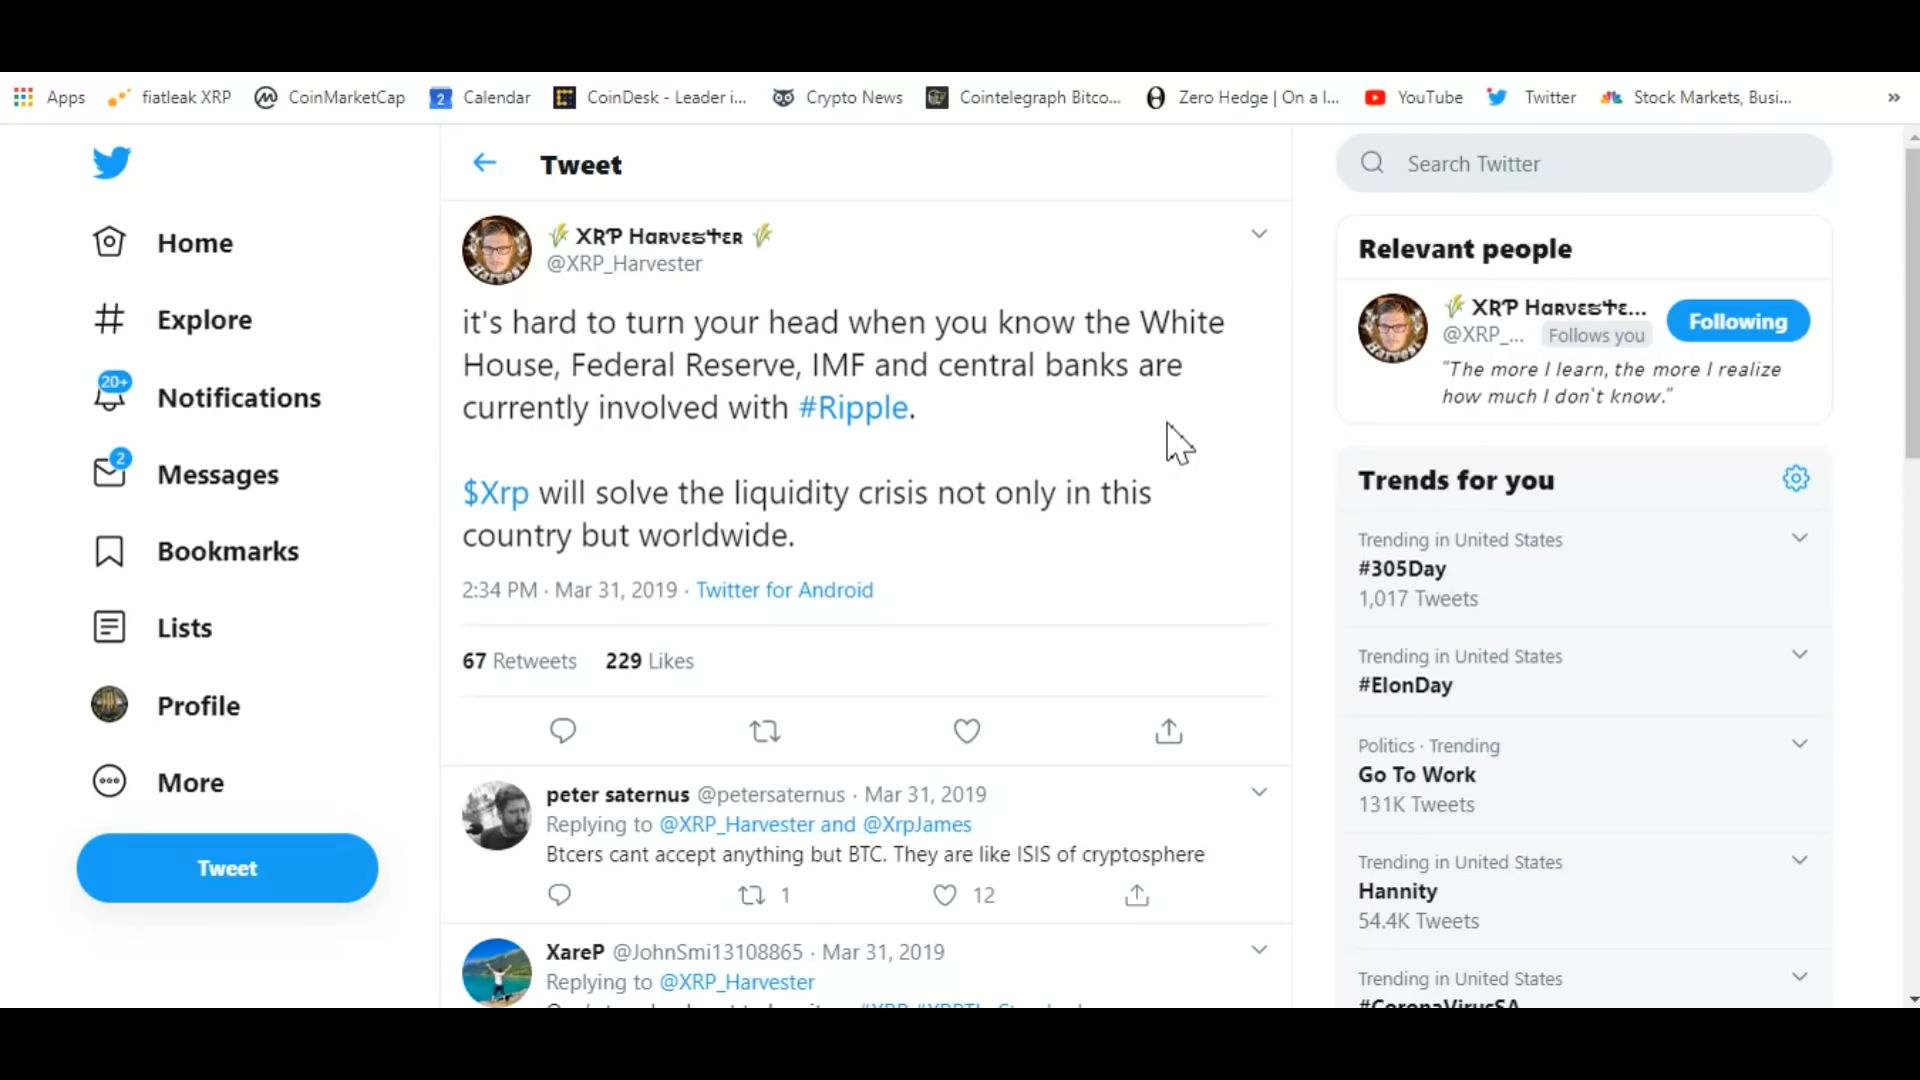 Apps
fiatleak XRP
CoinMarketCap
2
Calendar
CoinDesk - Leader i...
Crypto News
Cointelegraph Bitco...
Zero Hedge | On a l...
YouTube
Twitter
Stock Markets, Busi...
»
Home
Explore
20+
Notifications
2
Messages
Bookmarks
Lists
Profile
More
Tweet
Tweet
XRP Harvester
@XRP_Harvester
it's hard to turn your head when you know the White
House, Federal Reserve, IMF and central banks are
currently involved with #Ripple.
$Xrp will solve the liquidity crisis not only in this
country but worldwide.
2:34 PM · Mar 31, 2019 · Twitter for Android
67 Retweets 229 Likes
peter saternus @petersaternus · Mar 31, 2019
Replying to @XRP_Harvester and @XrpJames
Btcers cant accept anything but BTC. They are like ISIS of cryptosphere
1
12
XareP @JohnSmi13108865 · Mar 31, 2019
Replying to @XRP_Harvester
Search Twitter
Relevant people
XRP Harveste...
Following
@XRP_... Follows you
"The more I learn, the more I realize
how much I don't know."
Trends for you
Trending in United States
#305Day
1,017 Tweets
Trending in United States
#ElonDay
Politics · Trending
Go To Work
131K Tweets
Trending in United States
Hannity
54.4K Tweets
Trending in United States
#CoronaVirusSA